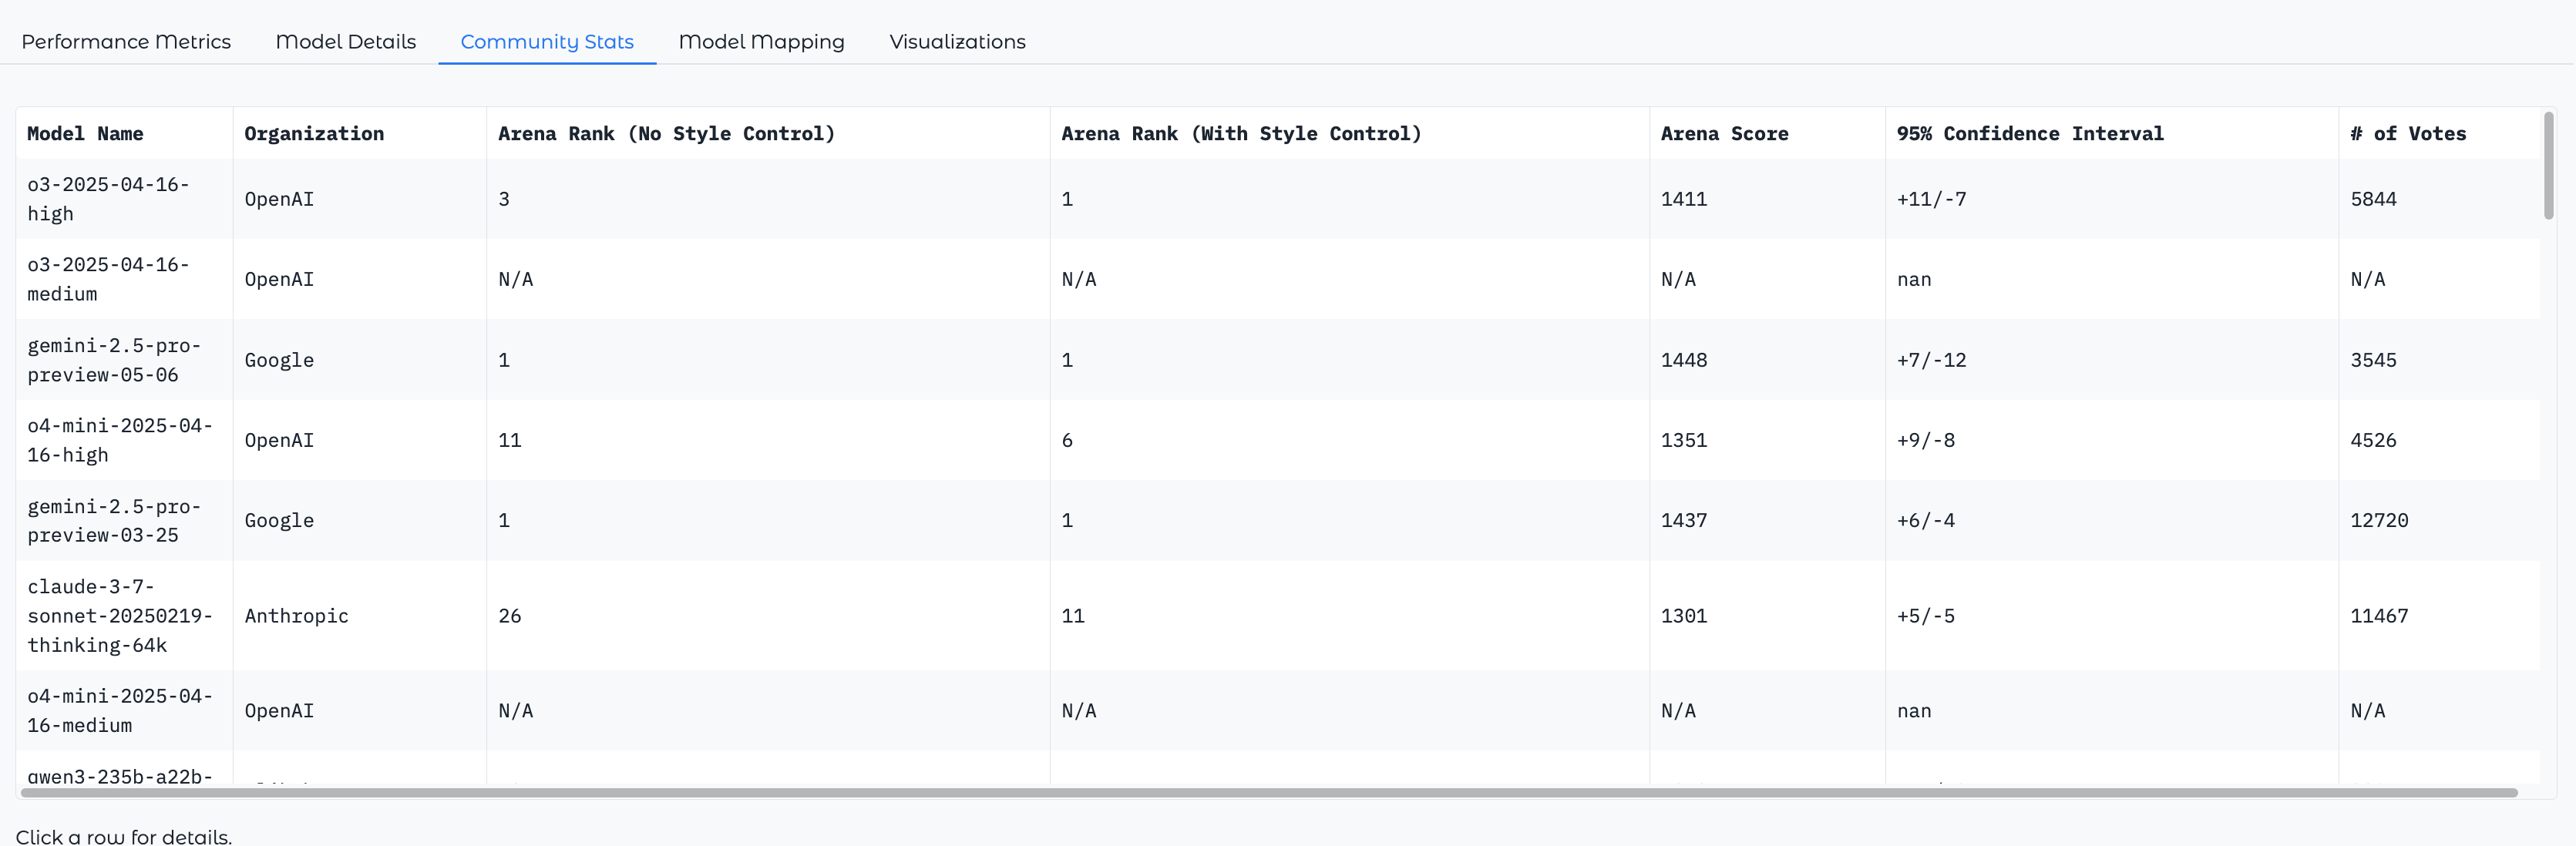 Performance Metrics Model Details Community Stats Model Mapping Visualizations
Model Name Organization Arena Rank (No Style Control) Arena Rank (With Style Control) Arena Score 95% Confidence Interval # of Votes
o3-2025-04-16-
high OpenAI 3 1 1411 +11/-7 5844
o3-2025-04-16-
medium OpenAI N/A N/A N/A nan N/A
gemini-2.5-pro-
preview-05-06 Google 1 1 1448 +7/-12 3545
o4-mini-2025-04-
16-high OpenAI 11 6 1351 +9/-8 4526
gemini-2.5-pro-
preview-03-25 Google 1 1 1437 +6/-4 12720
claude-3-7-
sonnet-20250219- Anthropic 26 11 1301 +5/-5 11467
thinking-64k
o4-mini-2025-04-
16-medium OpenAI N/A N/A N/A nan N/A
qwen3-235b-a22b-
Click a row for details.